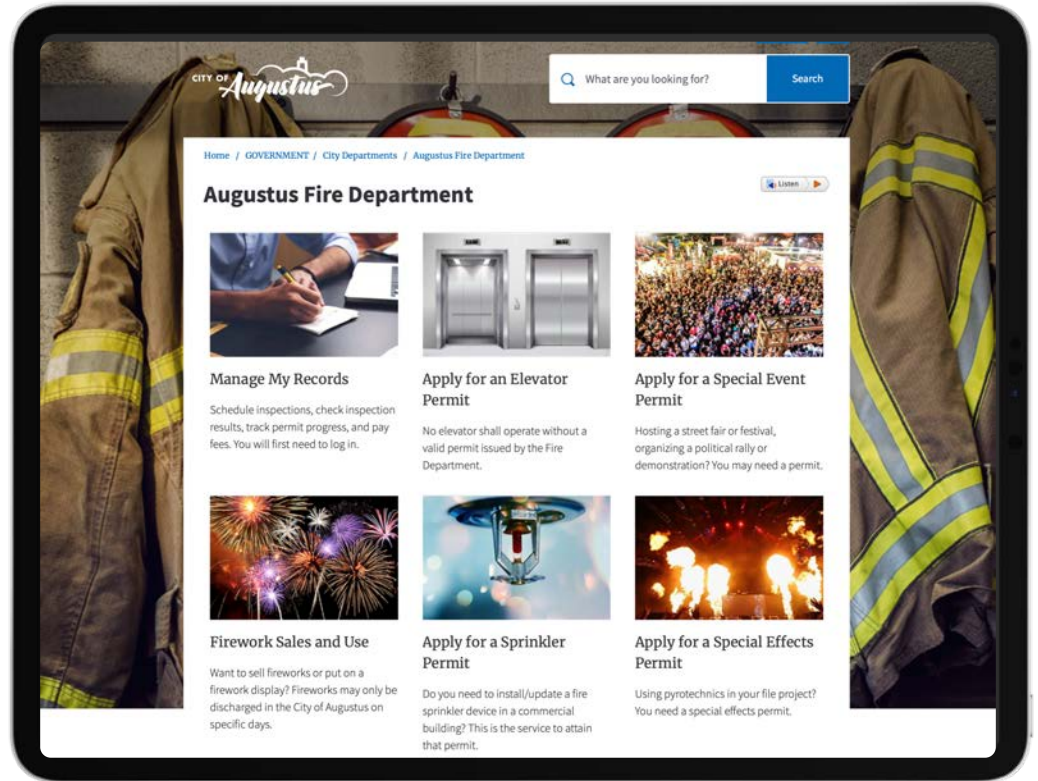 CITY OF Augustus
What are you looking for?
Search
Home / GOVERNMENT / City Departments / Augustus Fire Department
Augustus Fire Department
Listen
Manage My Records
Schedule inspections, check inspection
results, track permit progress, and pay
fees. You will first need to log in.
Apply for an Elevator
Permit
No elevator shall operate without a
valid permit issued by the Fire
Department.
Apply for a Special Event
Permit
Hosting a street fair or festival,
organizing a political rally or
demonstration? You may need a permit.
Firework Sales and Use
Want to sell fireworks or put on a
firework display? Fireworks may only be
discharged in the City of Augustus on
specific days.
Apply for a Sprinkler
Permit
Do you need to install/update a fire
sprinkler device in a commercial
building? This is the service to attain
that permit.
Apply for a Special Effects
Permit
Using pyrotechnics in your file project?
You need a special effects permit.